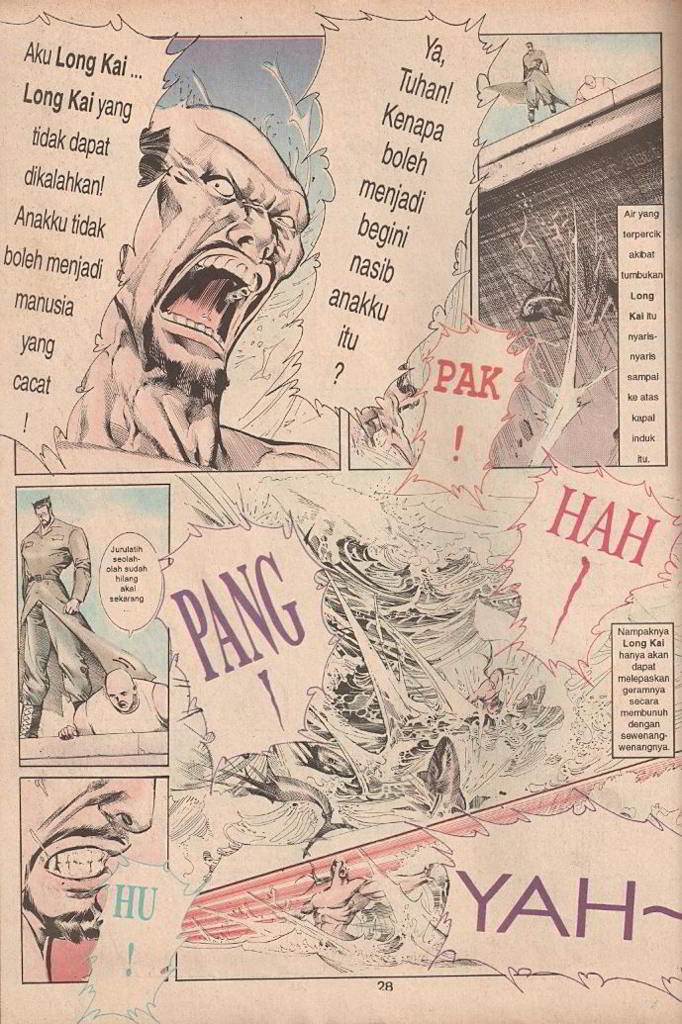 Aku Long Kai ...
Long Kai yang
tidak dapat
dikalahkan!
Anakku tidak
boleh menjadi
manusia
yang
cacat
!
Ya,
Tuhan!
Kenapa
boleh
menjadi
begini
nasib
anakku
itu
?
Air yang
terpercik
akibat
tumbukan
Long
Kai itu
nyaris-
nyaris
sampai
ke atas
kapal
induk
itu.
PAK
!
Jurulatih
seolah-
olah sudah
hilang
akal
sekarang
PANG
!
HAH
!
Nampaknya
Long Kai
hanya akan
dapat
melepaskan
geramnya
secara
membunuh
dengan
sewenang-
wenangnya.
HU
!
YAH~
28